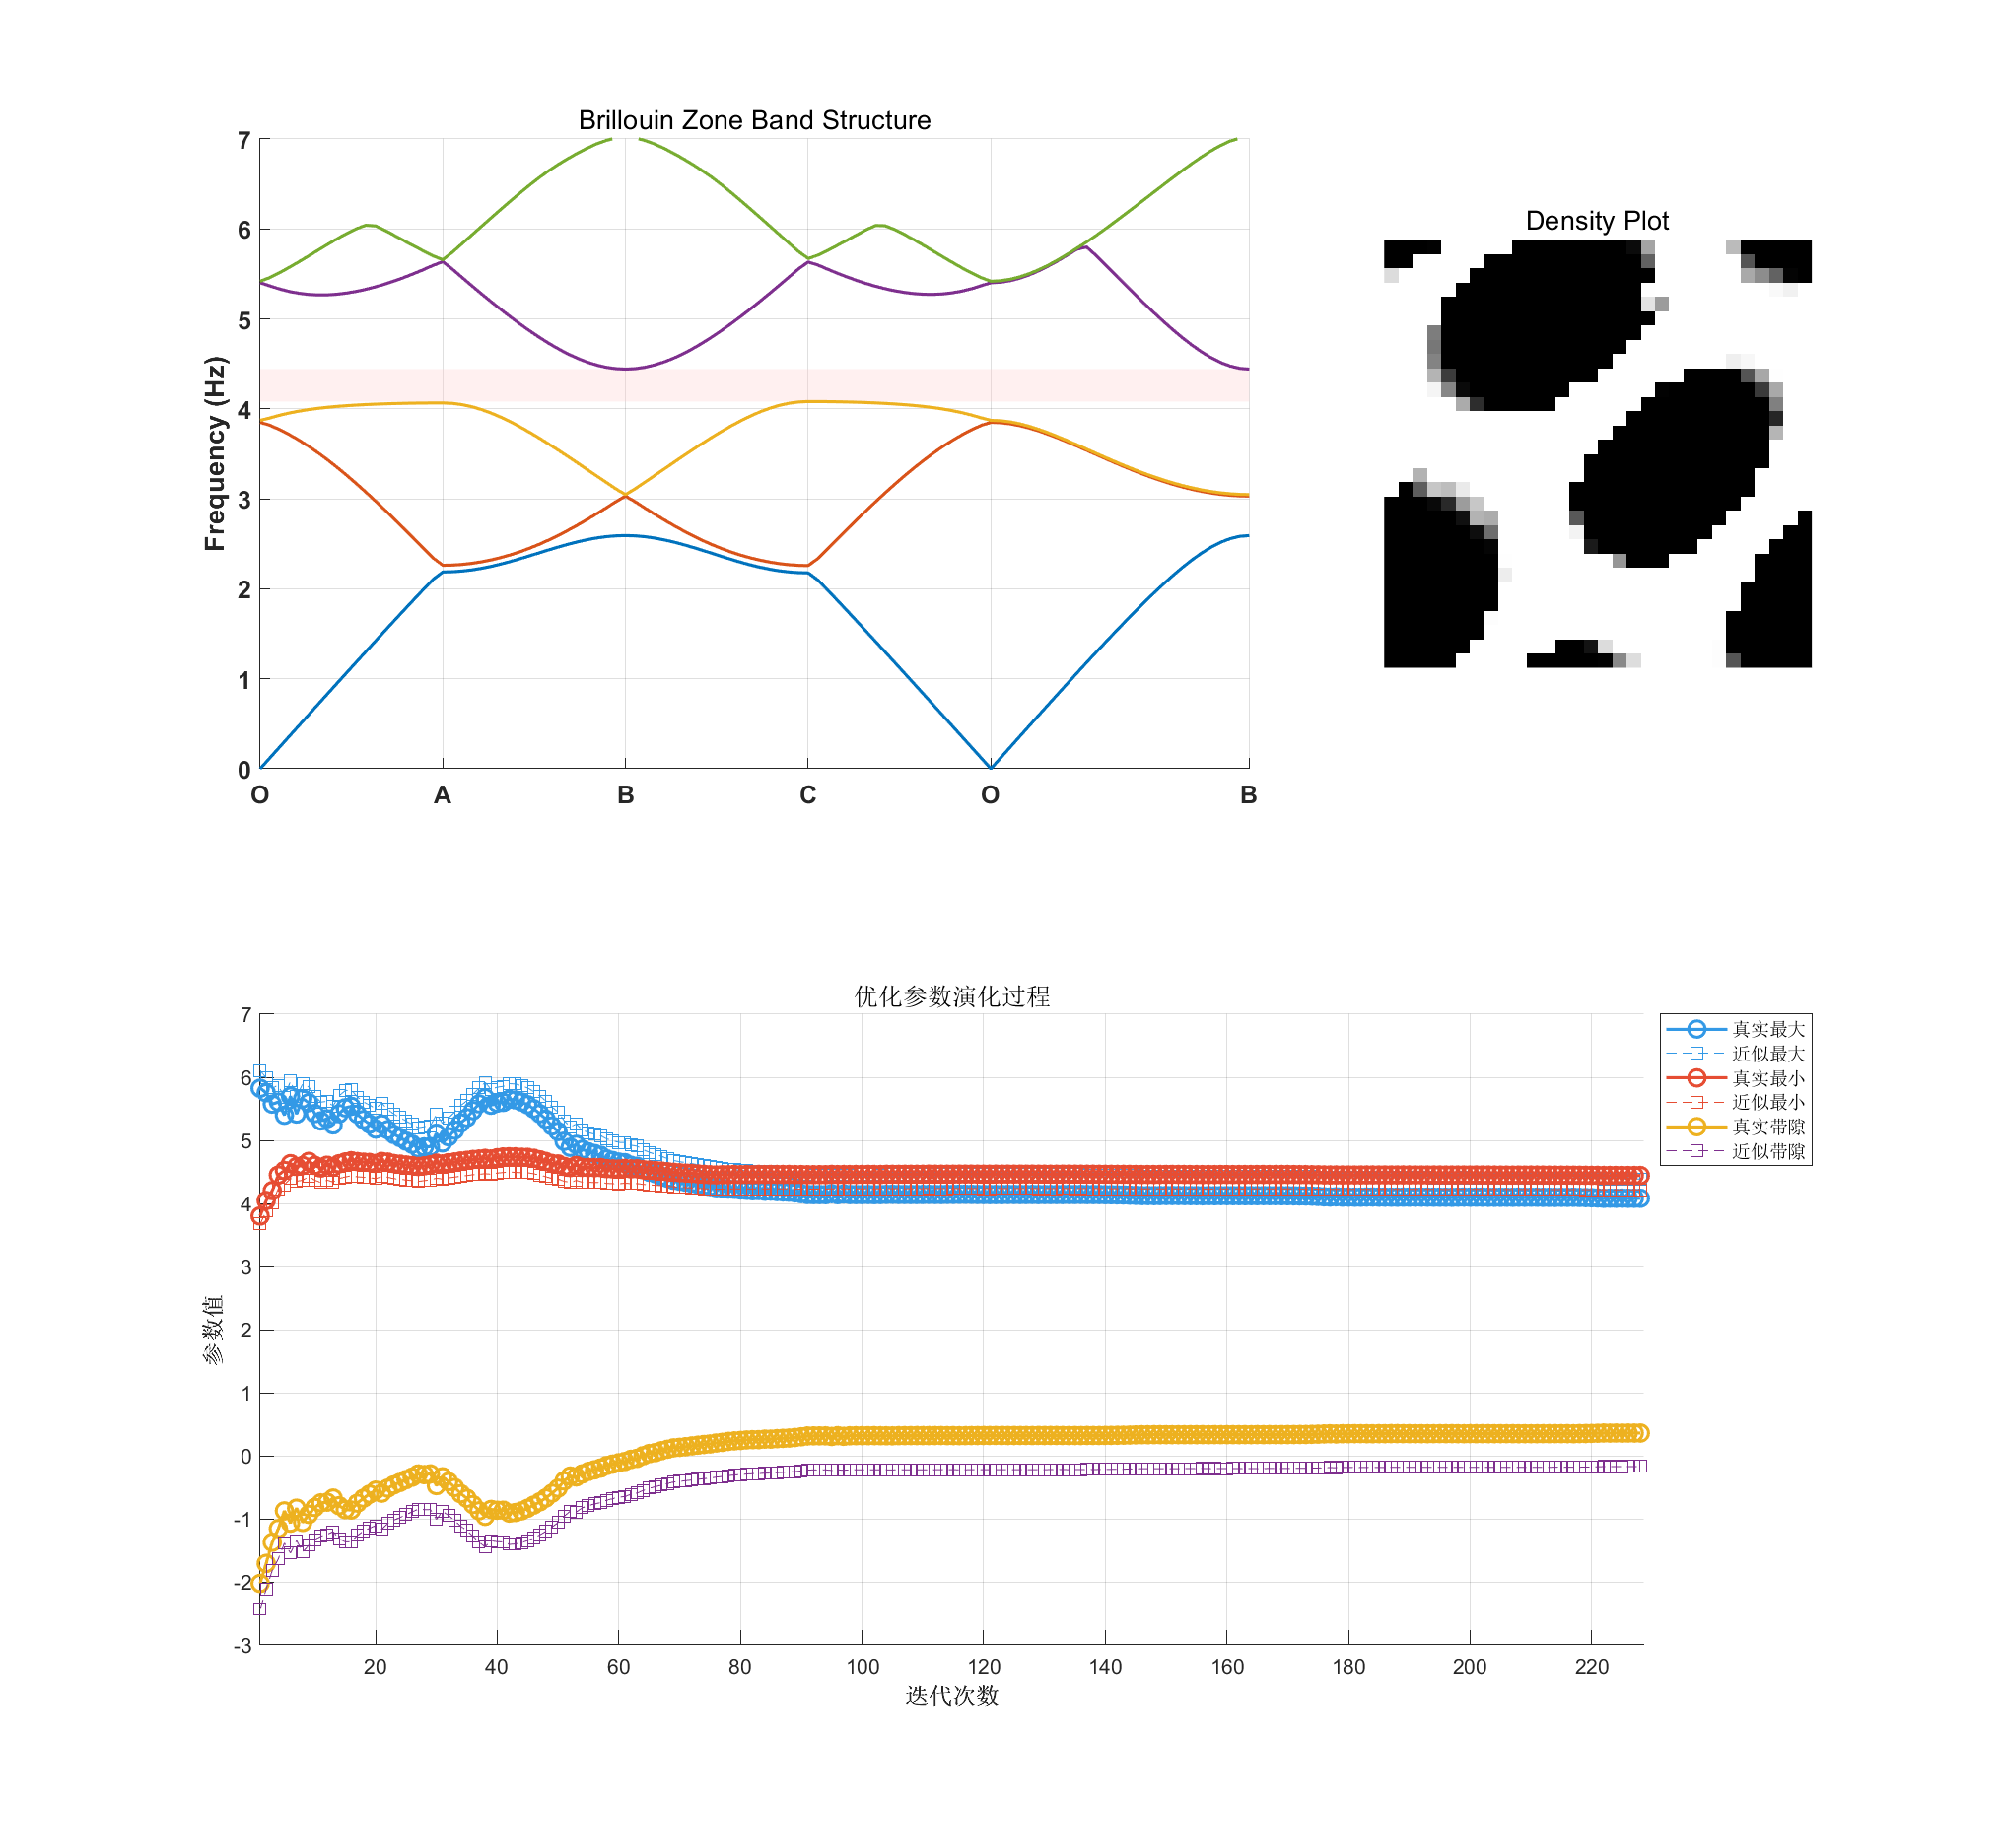 Brillouin Zone Band Structure
7
6
5
4
3
2
1
0
Frequency (Hz)
O A B C O B
Density Plot
优化参数演化过程
7
6
5
4
3
2
1
0
-1
-2
-3
参数值
20 40 60 80 100 120 140 160 180 200 220
迭代次数
真实最大
近似最大
真实最小
近似最小
真实带隙
近似带隙